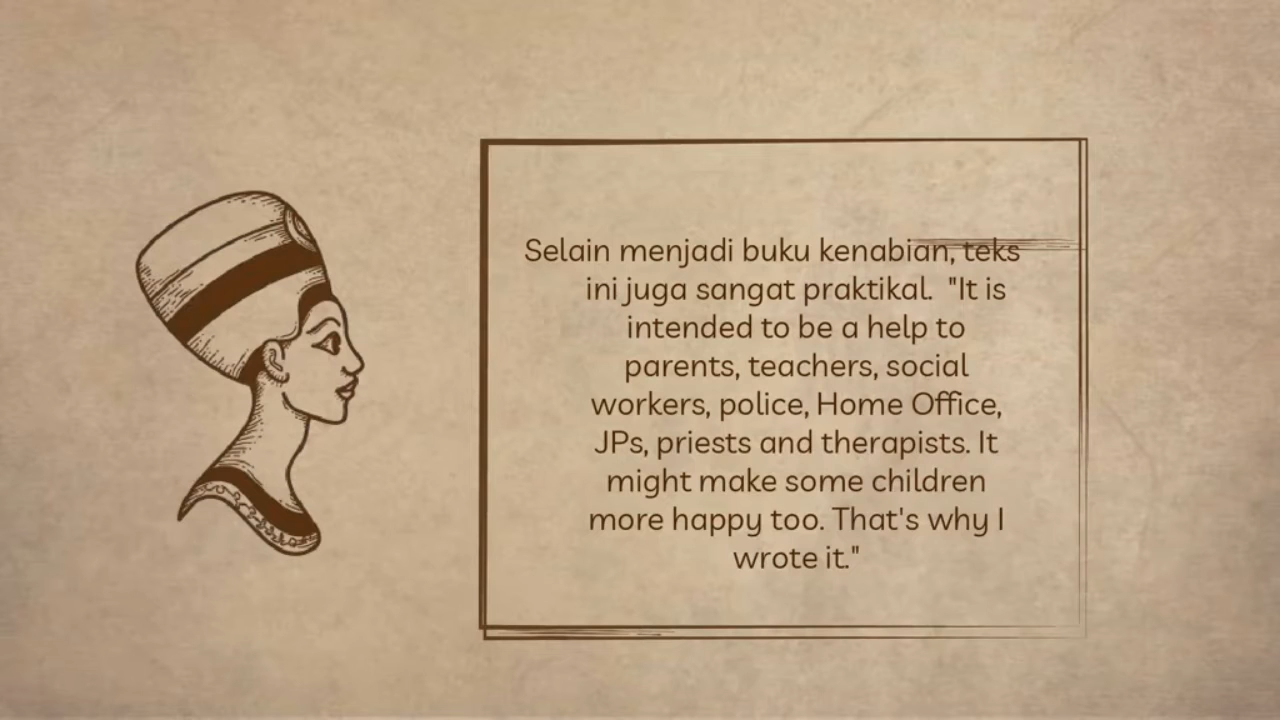 Selain menjadi buku kenabian, teks
ini juga sangat praktikal.  "It is
intended to be a help to
parents, teachers, social
workers, police, Home Office,
JPs, priests and therapists. It
might make some children
more happy too. That's why I
wrote it."